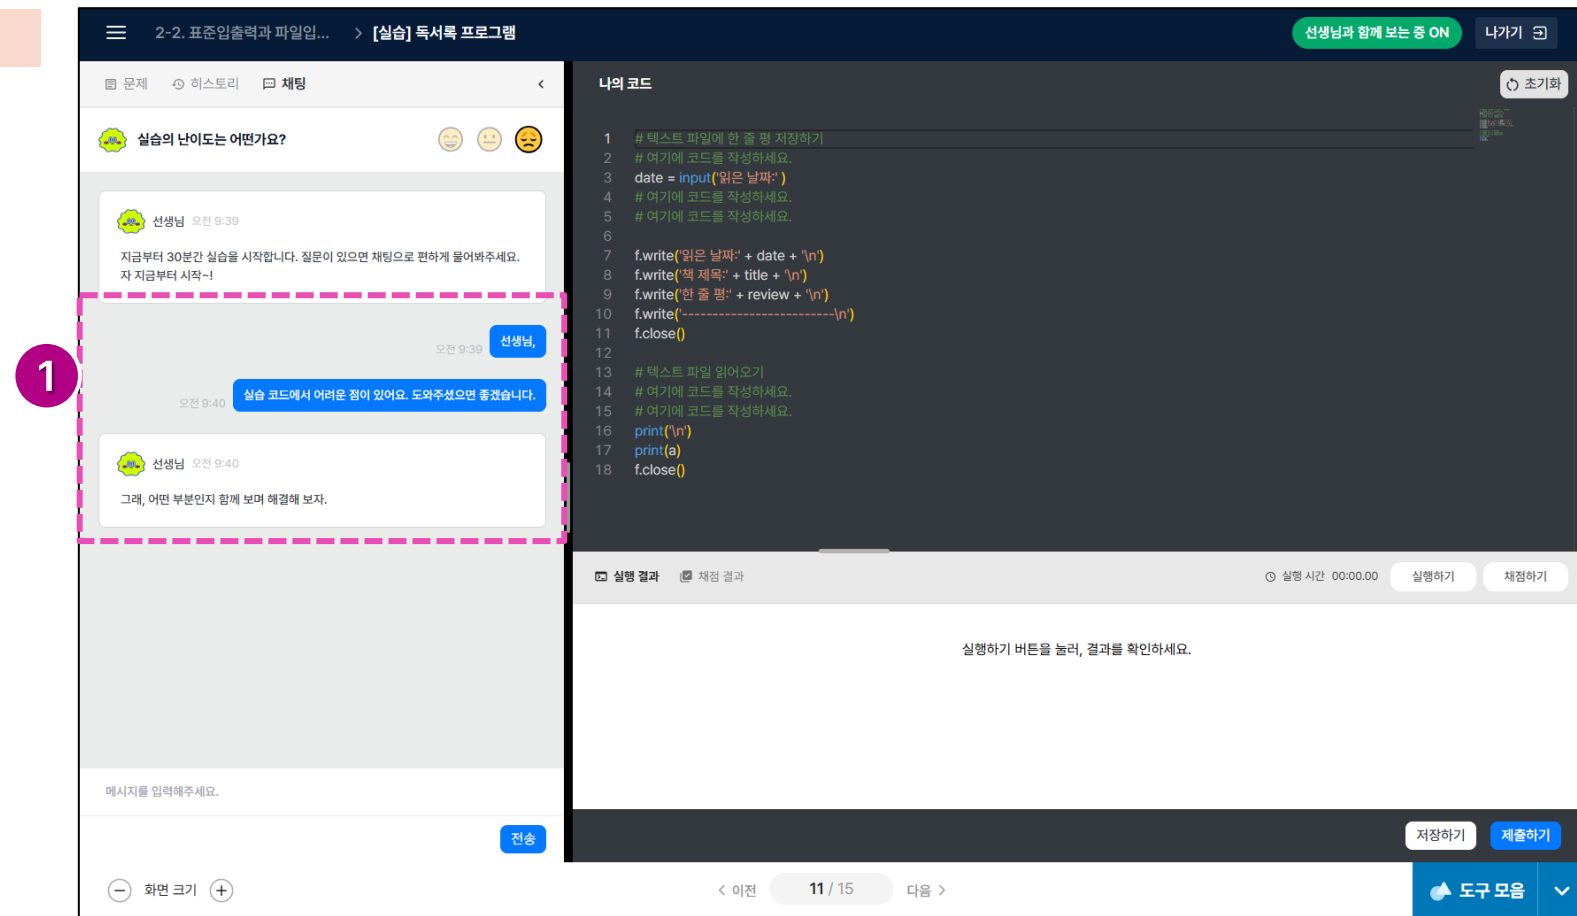 2-2. 표준입출력과 파일입... > [실습] 독서록 프로그램
선생님과 함께 보는 중 ON
나가기
문제 히스토리 채팅
실습의 난이도는 어떤가요?
선생님 오전 9:39
지금부터 30분간 실습을 시작합니다. 질문이 있으면 채팅으로 편하게 물어봐주세요.
자 지금부터 시작~!
1
오전 9:39 선생님,
오전 9:40 실습 코드에서 어려운 점이 있어요. 도와주셨으면 좋겠습니다.
선생님 오전 9:40
그래, 어떤 부분인지 함께 보며 해결해 보자.
메시지를 입력해주세요.
전송
나의 코드
초기화
1 # 텍스트 파일에 한 줄 평 저장하기
2 # 여기에 코드를 작성하세요.
3 date = input('읽은 날짜:' )
4 # 여기에 코드를 작성하세요.
5 # 여기에 코드를 작성하세요.
6
7 f.write('읽은 날짜:' + date + '\n')
8 f.write('책 제목:' + title + '\n')
9 f.write('한 줄 평:' + review + '\n')
10 f.write('-------------------------\n')
11 f.close()
12
13 # 텍스트 파일 읽어오기
14 # 여기에 코드를 작성하세요.
15 # 여기에 코드를 작성하세요.
16 print('\n')
17 print(a)
18 f.close()
실행 결과 채점 결과
실행 시간 00:00.00 실행하기 채점하기
실행하기 버튼을 눌러, 결과를 확인하세요.
저장하기 제출하기
화면 크기
< 이전 11 / 15 다음 >
도구 모음